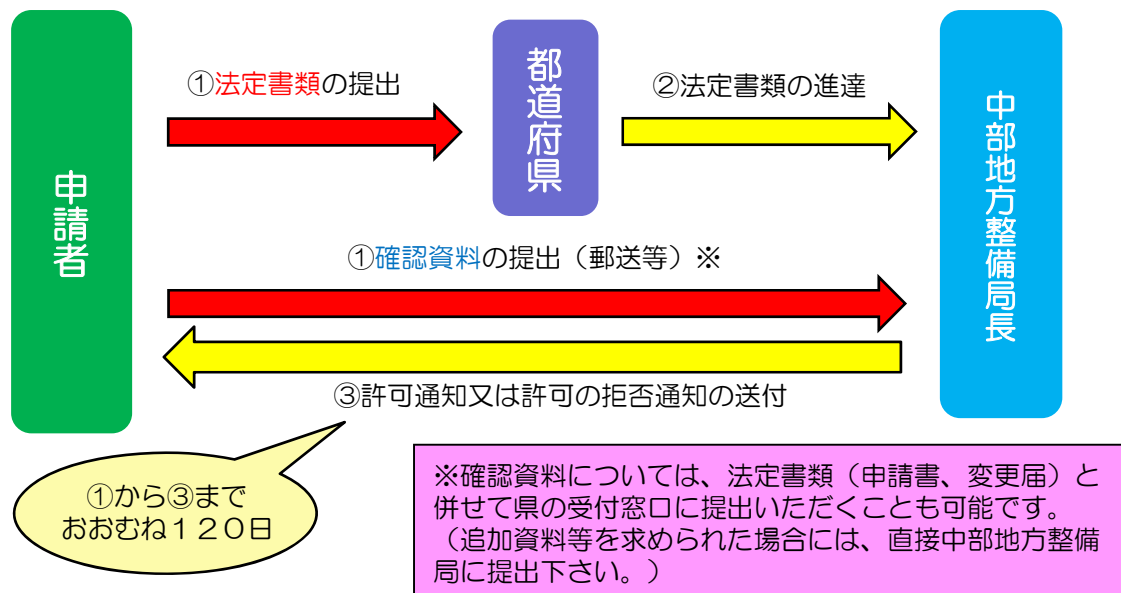 申請者
①法定書類の提出
都道府県
②法定書類の進達
中部地方整備局長
①確認資料の提出（郵送等）※
③許可通知又は許可の拒否通知の送付
①から③まで
おおむね１２０日
※確認資料については、法定書類（申請書、変更届）と
併せて県の受付窓口に提出いただくことも可能です。
（追加資料等を求められた場合には、直接中部地方整備
局に提出下さい。）